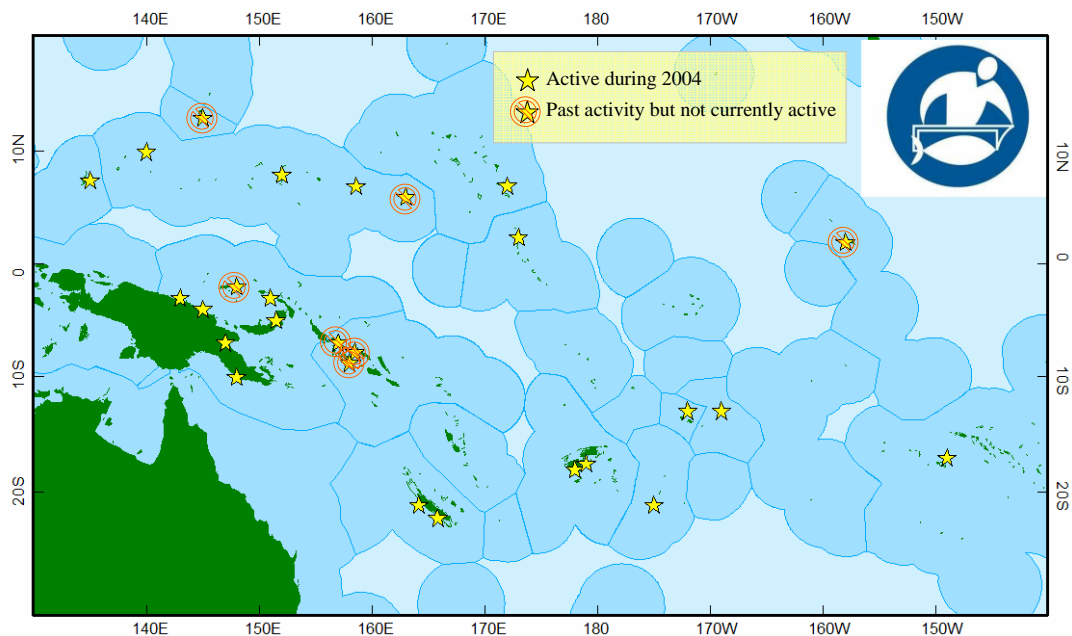 140E 150E 160E 170E 180 170W 160W 150W
Active during 2004
Past activity but not currently active
10N 10N
0 0
10S 10S
20S 20S
140E 150E 160E 170E 180 170W 160W 150W